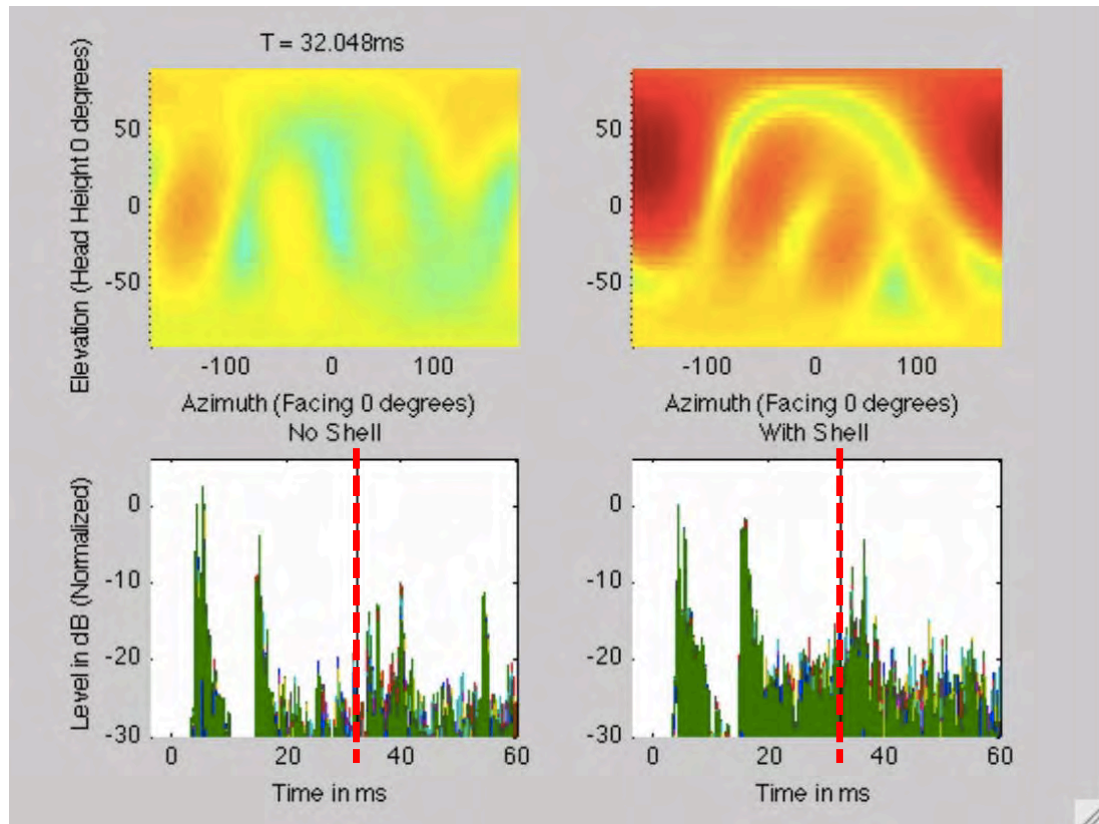 T = 32.048ms
Elevation (Head Height 0 degrees)
50
0
-50
-100 0 100
Azimuth (Facing 0 degrees)
No Shell
-100 0 100
Azimuth (Facing 0 degrees)
With Shell
50
0
-50
Level in dB (Normalized)
0
-10
-20
-30
0 20 40 60
Time in ms
0
-10
-20
-30
0 20 40 60
Time in ms